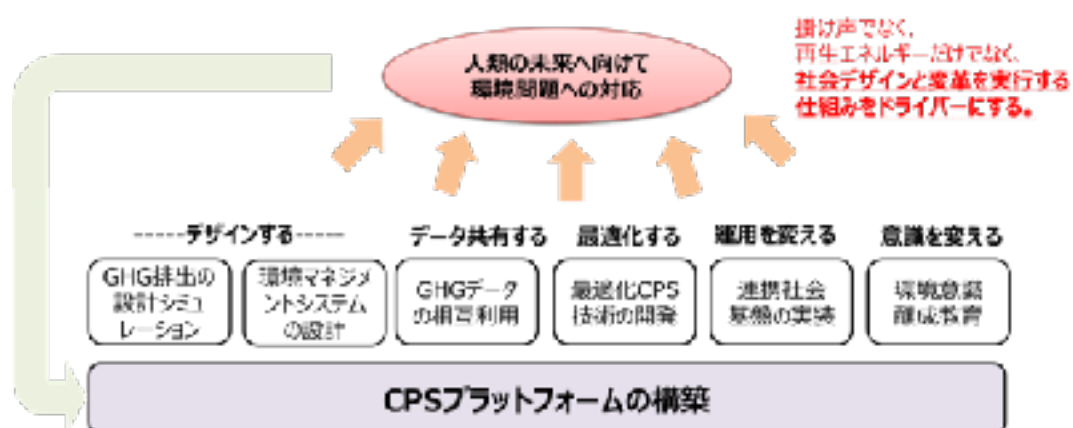 人類の未来へ向けて
環境問題への対応
掛け声でなく、
再生エネルギーだけでなく、
社会デザインと変革を実行する
仕組みをドライバーにする。
-----デザインする-----
データ共有する
最適化する
運用を変える
意識を変える
GHG排出の
設計シミュ
レーション
環境マネジメ
ントシステム
の設計
GHGデータ
の相互利用
最適化CPS
技術の開発
連携社会
基盤の実装
環境意識
醸成教育
CPSプラットフォームの構築